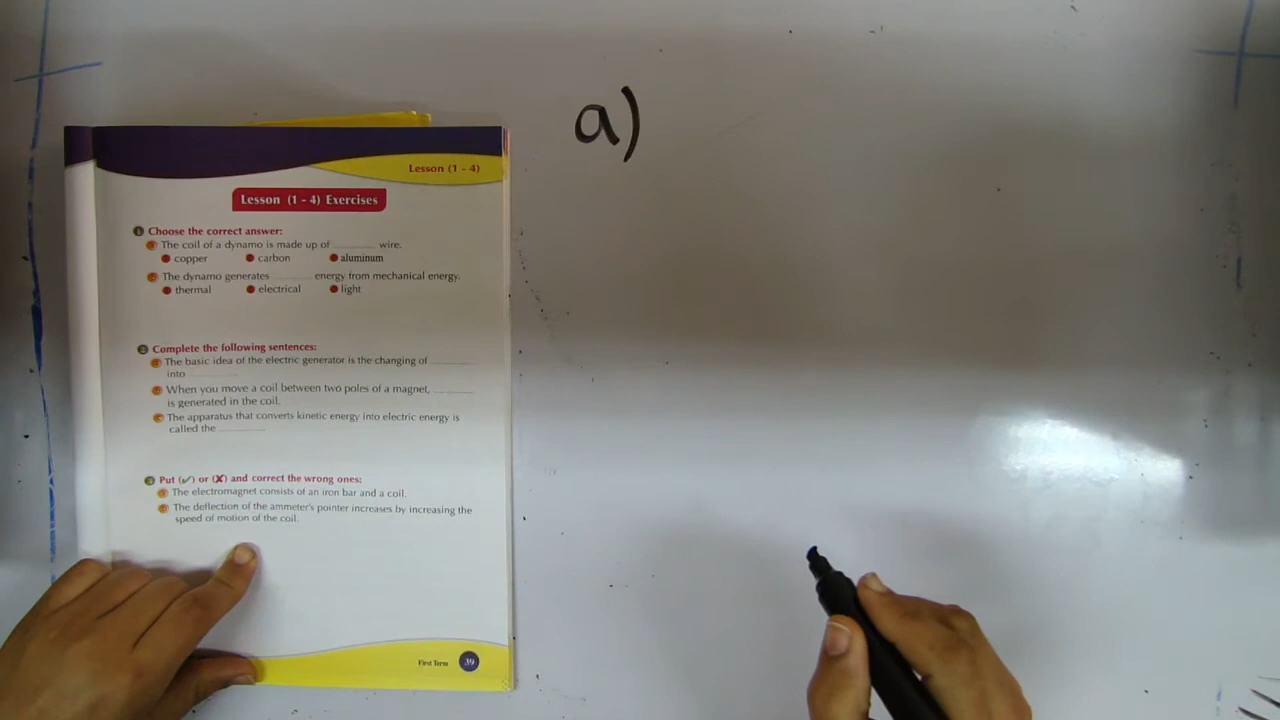 Lesson (1 - 4)
Lesson (1 - 4) Exercises
1 Choose the correct answer:
a The coil of a dynamo is made up of .......... wire.
copper carbon aluminum
The dynamo generates .......... energy from mechanical energy.
thermal electrical light
2 Complete the following sentences:
a The basic idea of the electric generator is the changing of ..........
into ..........
b When you move a coil between two poles of a magnet, ..........
is generated in the coil.
c The apparatus that converts kinetic energy into electric energy is
called the ..........
3 Put (✓) or (✗) and correct the wrong ones:
a The electromagnet consists of an iron bar and a coil.
The deflection of the ammeter's pointer increases by increasing the
speed of motion of the coil.
First Term 39
a)